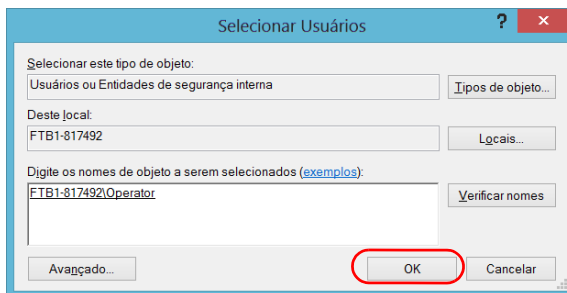 Selecionar Usuários
Selecionar este tipo de objeto:
Usuários ou Entidades de segurança interna
Tipos de objeto...
Deste local:
FTB1-817492
Locais...
Digite os nomes de objeto a serem selecionados (exemplos):
FTB1-817492\Operator
Verificar nomes
Avançado...
OK
Cancelar